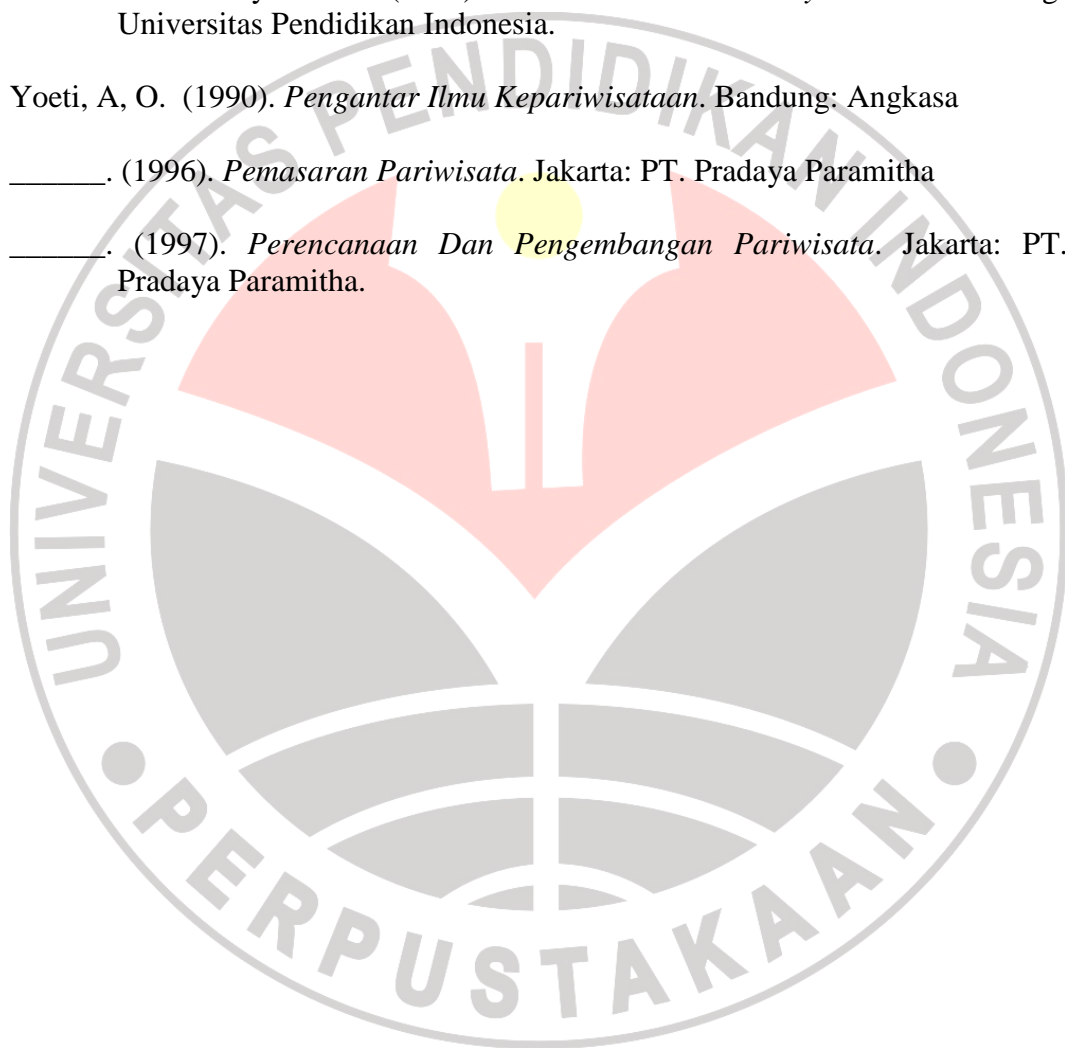 Universitas Pendidikan Indonesia.
Yoeti, A, O. (1990). Pengantar Ilmu Kepariwisataan. Bandung: Angkasa
______. (1996). Pemasaran Pariwisata. Jakarta: PT. Pradaya Paramitha
______. (1997). Perencanaan Dan Pengembangan Pariwisata. Jakarta: PT.
Pradaya Paramitha.
UNIVERSITAS PENDIDIKAN INDONESIA
PERPUSTAKAAN